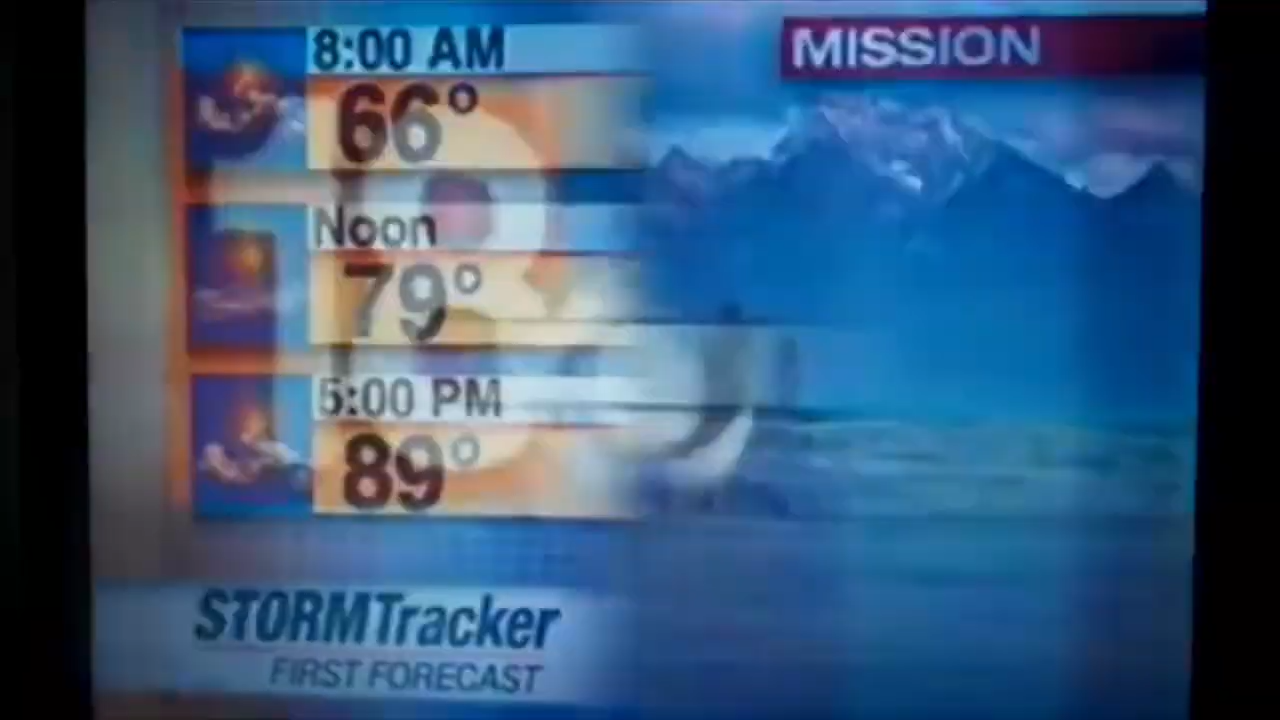 8:00 AM
66°
Noon
79°
5:00 PM
89°
MISSION
STORMTracker
FIRST FORECAST